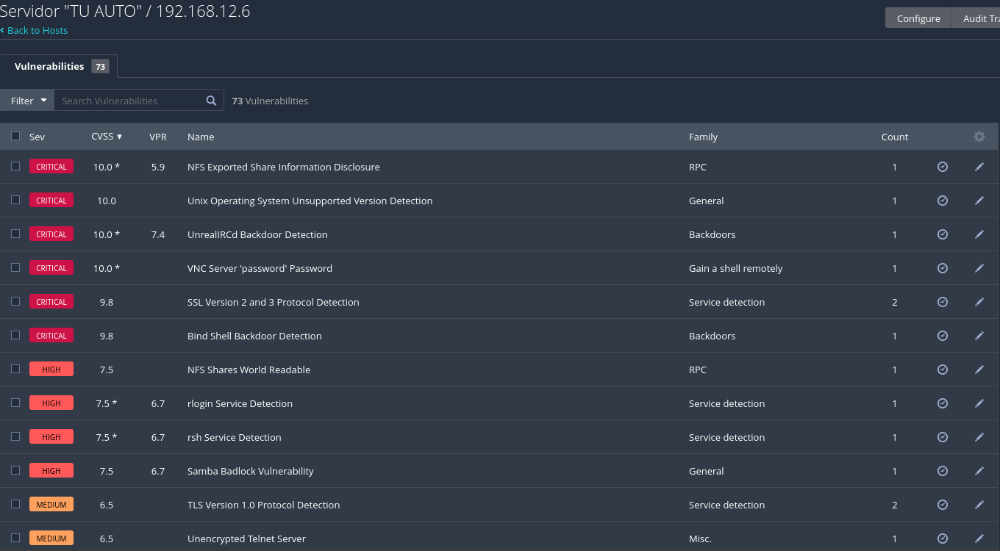 Servidor "TU AUTO" / 192.168.12.6
Configure Audit Tra
Back to Hosts
Vulnerabilities 73
Filter Search Vulnerabilities 73 Vulnerabilities
Sev CVSS ▼ VPR Name Family Count
CRITICAL 10.0 * 5.9 NFS Exported Share Information Disclosure RPC 1
CRITICAL 10.0 Unix Operating System Unsupported Version Detection General 1
CRITICAL 10.0 * 7.4 UnrealIRCd Backdoor Detection Backdoors 1
CRITICAL 10.0 * VNC Server 'password' Password Gain a shell remotely 1
CRITICAL 9.8 SSL Version 2 and 3 Protocol Detection Service detection 2
CRITICAL 9.8 Bind Shell Backdoor Detection Backdoors 1
HIGH 7.5 NFS Shares World Readable RPC 1
HIGH 7.5 * 6.7 rlogin Service Detection Service detection 1
HIGH 7.5 * 6.7 rsh Service Detection Service detection 1
HIGH 7.5 6.7 Samba Badlock Vulnerability General 1
MEDIUM 6.5 TLS Version 1.0 Protocol Detection Service detection 2
MEDIUM 6.5 Unencrypted Telnet Server Misc. 1